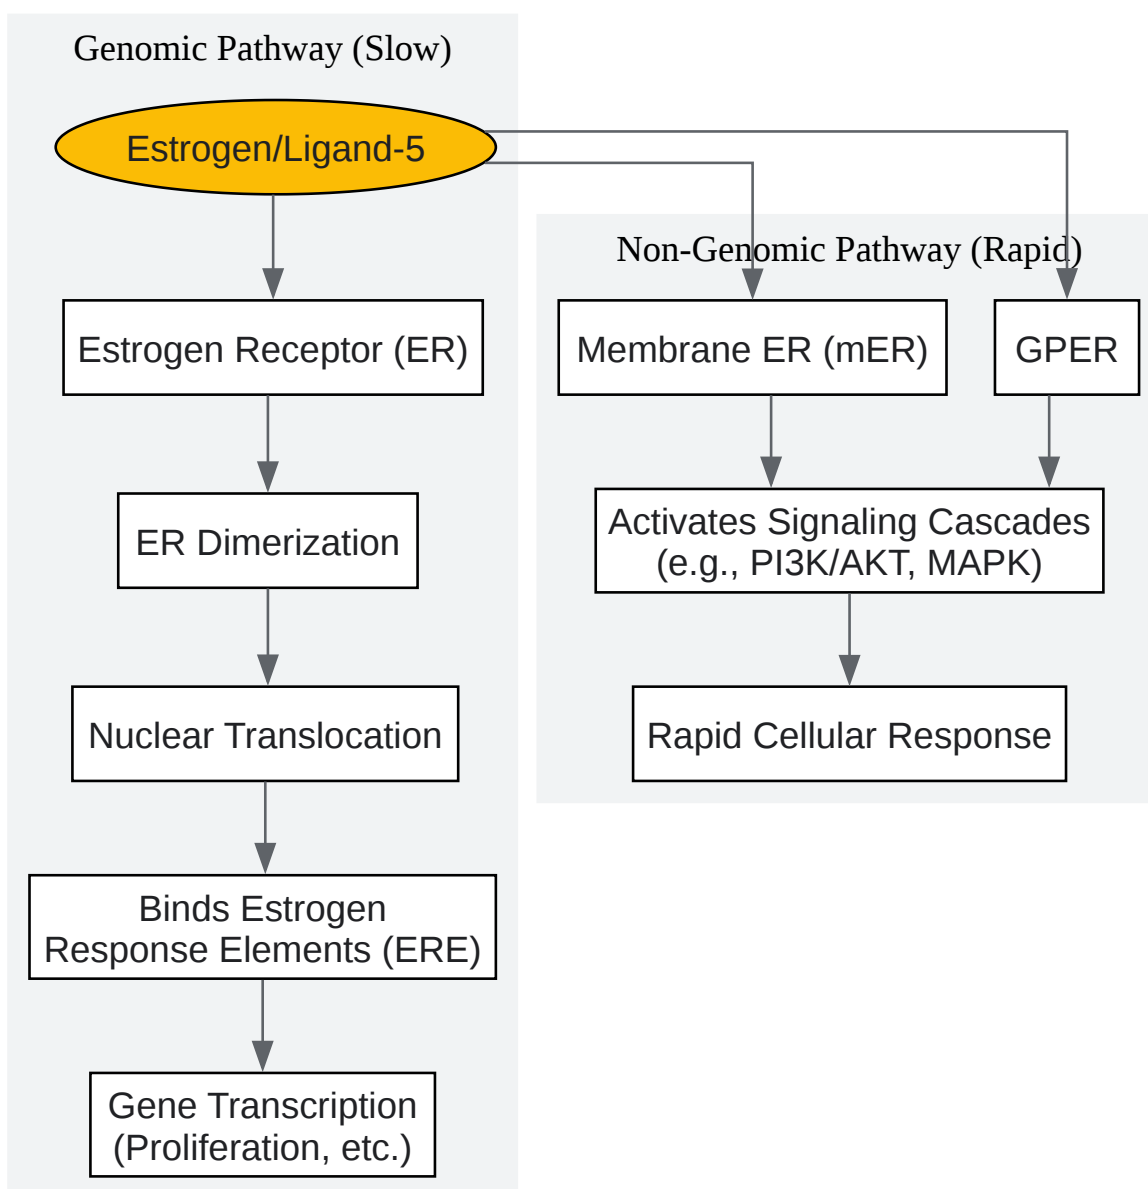 Genomic Pathway (Slow)
Estrogen/Ligand-5
Estrogen Receptor (ER)
ER Dimerization
Nuclear Translocation
Binds Estrogen
Response Elements (ERE)
Gene Transcription
(Proliferation, etc.)
Non-Genomic Pathway (Rapid)
Membrane ER (mER)
GPER
Activates Signaling Cascades
(e.g., PI3K/AKT, MAPK)
Rapid Cellular Response